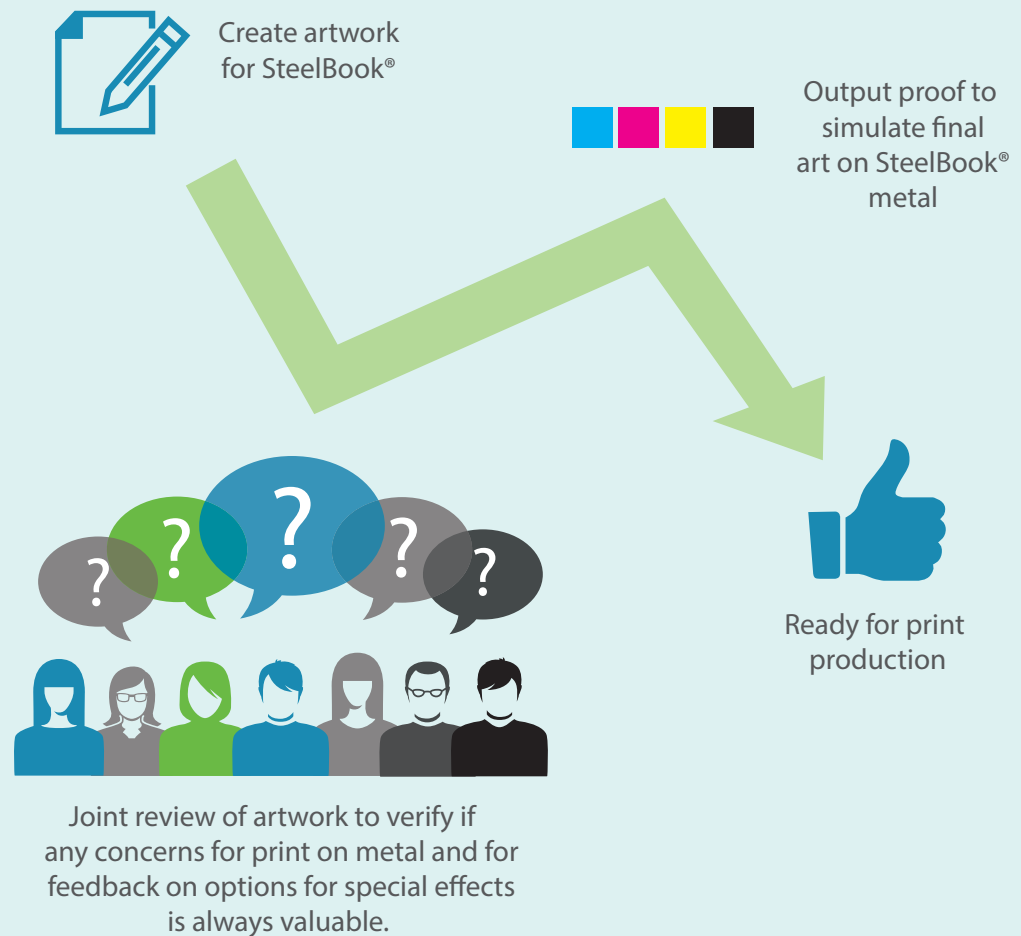 Create artwork
for SteelBook®
Output proof to
simulate final
art on SteelBook®
metal
? ? ? ? ?
Ready for print
production
Joint review of artwork to verify if
any concerns for print on metal and for
feedback on options for special effects
is always valuable.